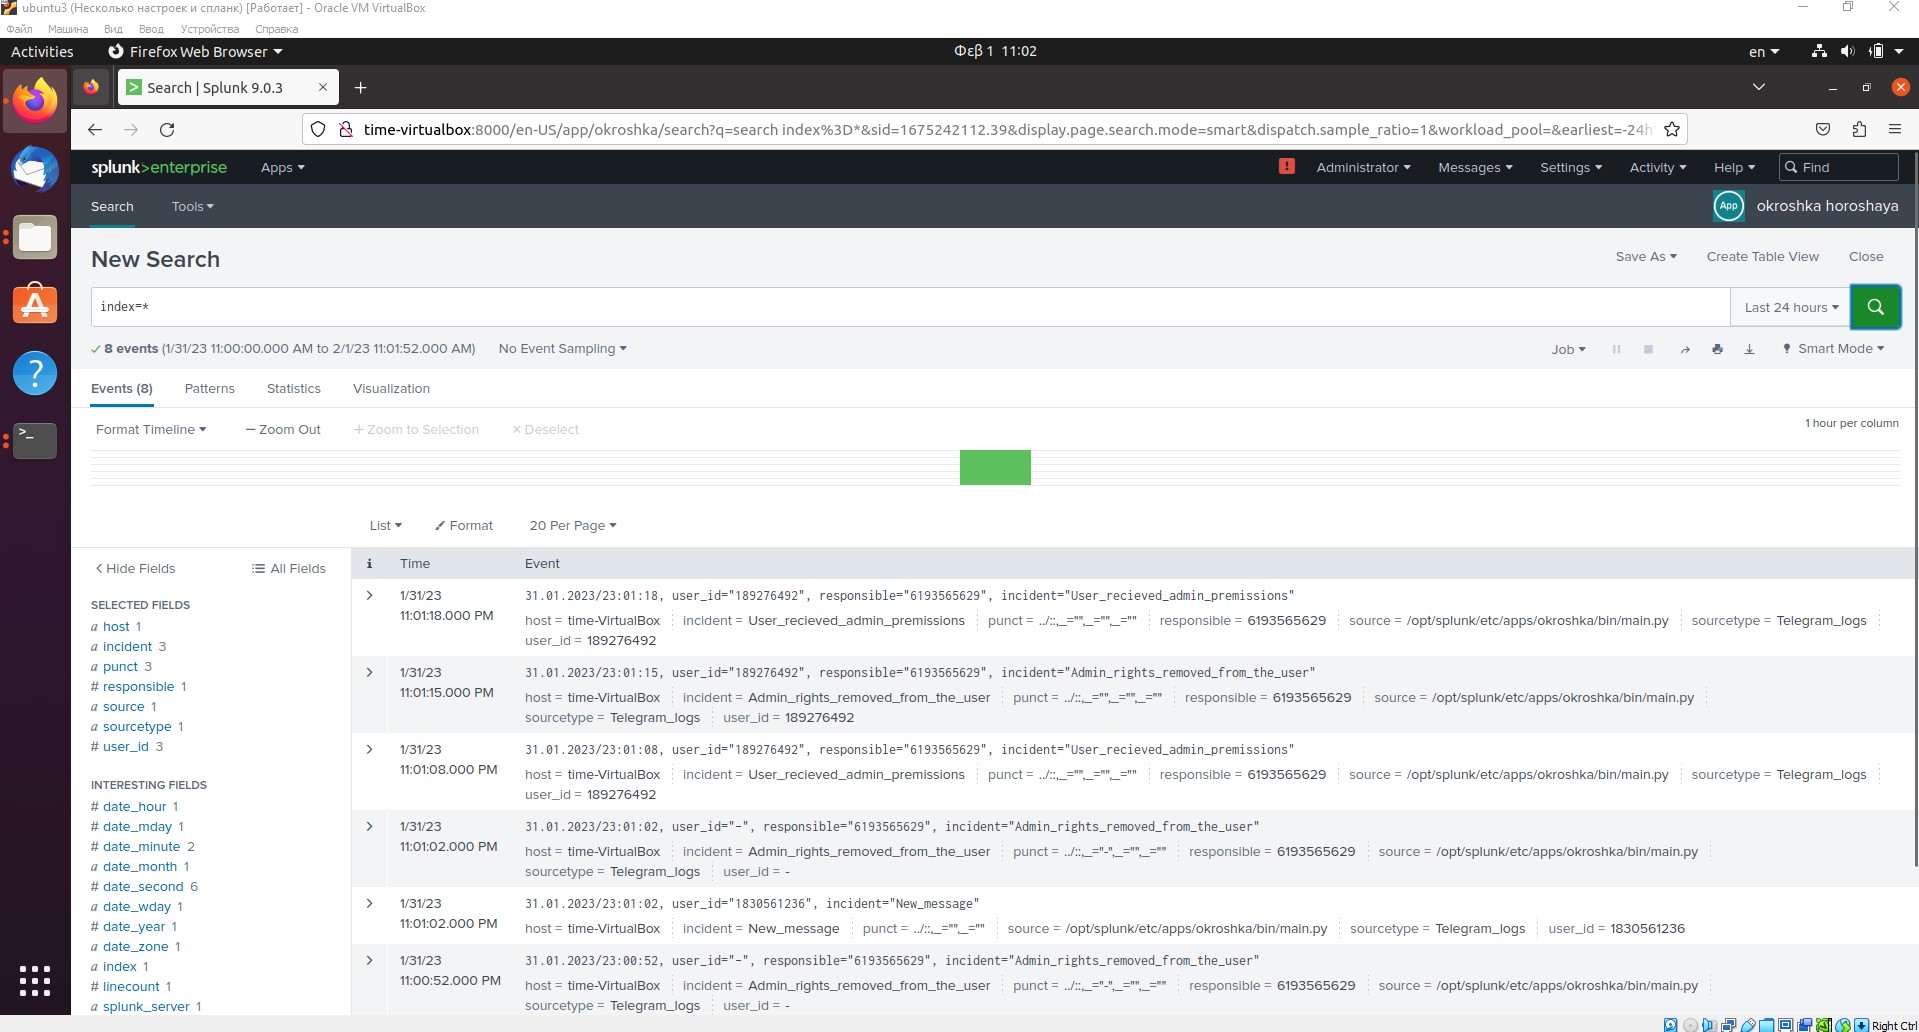 ubuntu3 (Несколько настроек и спланк) [Работает] - Oracle VM VirtualBox
Файл Машина Вид Ввод Устройства Справка
Activities Firefox Web Browser Φεβ 1 11:02 en
Search | Splunk 9.0.3
time-virtualbox:8000/en-US/app/okroshka/search?q=search index%3D*&sid=1675242112.39&display.page.search.mode=smart&dispatch.sample_ratio=1&workload_pool=&earliest=-24h
splunk>enterprise Apps Administrator Messages Settings Activity Help Find
Search Tools App okroshka horoshaya
New Search Save As Create Table View Close
index=* Last 24 hours
8 events (1/31/23 11:00:00.000 AM to 2/1/23 11:01:52.000 AM) No Event Sampling Job Smart Mode
Events (8) Patterns Statistics Visualization
Format Timeline — Zoom Out + Zoom to Selection × Deselect 1 hour per column
List Format 20 Per Page
< Hide Fields All Fields
SELECTED FIELDS
a host 1
a incident 3
a punct 3
# responsible 1
a source 1
a sourcetype 1
# user_id 3
INTERESTING FIELDS
# date_hour 1
# date_mday 1
# date_minute 2
a date_month 1
# date_second 6
a date_wday 1
# date_year 1
a date_zone 1
a index 1
# linecount 1
a splunk_server 1
i Time Event
1/31/23 11:01:18.000 PM
31.01.2023/23:01:18, user_id="189276492", responsible="6193565629", incident="User_recieved_admin_premissions"
host = time-VirtualBox incident = User_recieved_admin_premissions punct = ../::,_="",_="",_="" responsible = 6193565629 source = /opt/splunk/etc/apps/okroshka/bin/main.py sourcetype = Telegram_logs
user_id = 189276492
1/31/23 11:01:15.000 PM
31.01.2023/23:01:15, user_id="189276492", responsible="6193565629", incident="Admin_rights_removed_from_the_user"
host = time-VirtualBox incident = Admin_rights_removed_from_the_user punct = ../::,_="",_="",_="" responsible = 6193565629 source = /opt/splunk/etc/apps/okroshka/bin/main.py
sourcetype = Telegram_logs user_id = 189276492
1/31/23 11:01:08.000 PM
31.01.2023/23:01:08, user_id="189276492", responsible="6193565629", incident="User_recieved_admin_premissions"
host = time-VirtualBox incident = User_recieved_admin_premissions punct = ../::,_="",_="",_="" responsible = 6193565629 source = /opt/splunk/etc/apps/okroshka/bin/main.py sourcetype = Telegram_logs
user_id = 189276492
1/31/23 11:01:02.000 PM
31.01.2023/23:01:02, user_id="-", responsible="6193565629", incident="Admin_rights_removed_from_the_user"
host = time-VirtualBox incident = Admin_rights_removed_from_the_user punct = ../::,_="-",_="",_="" responsible = 6193565629 source = /opt/splunk/etc/apps/okroshka/bin/main.py
sourcetype = Telegram_logs user_id = -
1/31/23 11:01:02.000 PM
31.01.2023/23:01:02, user_id="1830561236", incident="New_message"
host = time-VirtualBox incident = New_message punct = ../::,_="",_="" source = /opt/splunk/etc/apps/okroshka/bin/main.py sourcetype = Telegram_logs user_id = 1830561236
1/31/23 11:00:52.000 PM
31.01.2023/23:00:52, user_id="-", responsible="6193565629", incident="Admin_rights_removed_from_the_user"
host = time-VirtualBox incident = Admin_rights_removed_from_the_user punct = ../::,_="-",_="",_="" responsible = 6193565629 source = /opt/splunk/etc/apps/okroshka/bin/main.py
sourcetype = Telegram_logs user_id = -
Right Ctrl